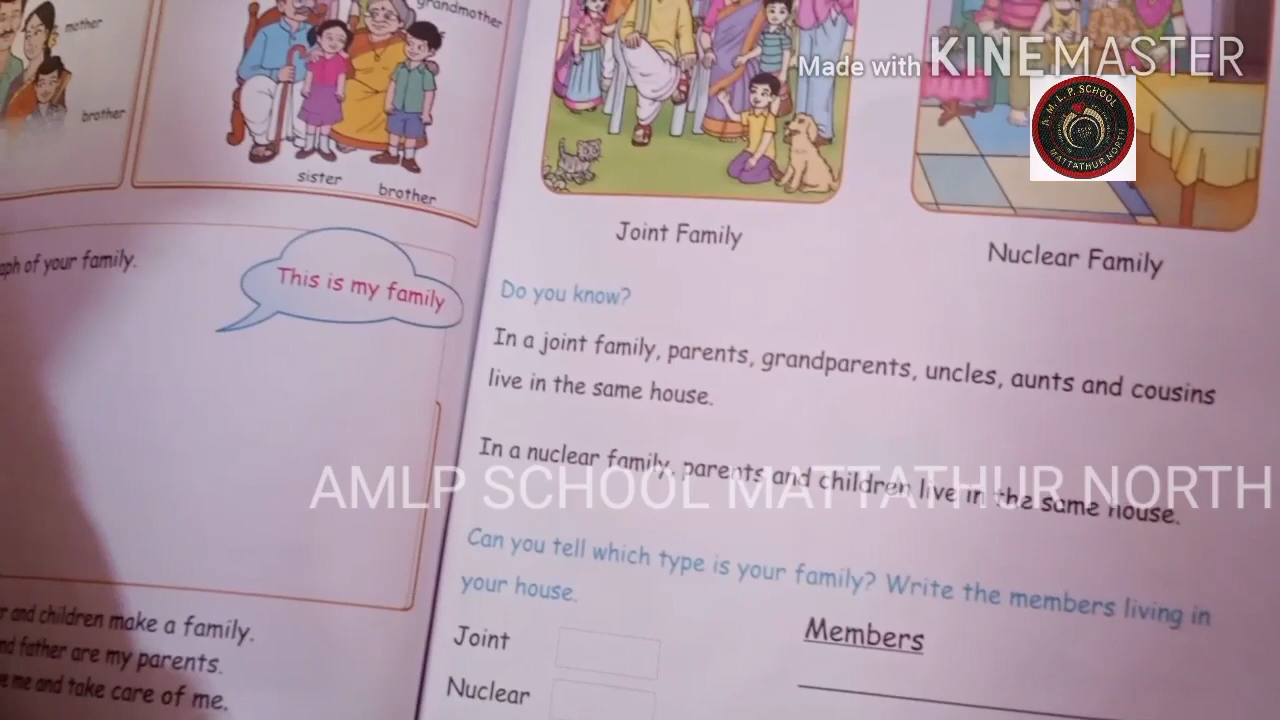 mother
brother
grandmother
sister
brother
of your family.
This is my family
and children make a family.
father are my parents.
me and take care of me.
Made with KINEMASTER
A.M.L.P. SCHOOL
MATTATHUR NORTH
Joint Family
Nuclear Family
Do you know?
In a joint family, parents, grandparents, uncles, aunts and cousins
live in the same house.
In a nuclear family, parents and children live in the same house.
AMLP SCHOOL MATTATHUR NORTH
Can you tell which type is your family? Write the members living in
your house.
Joint
Nuclear
Members